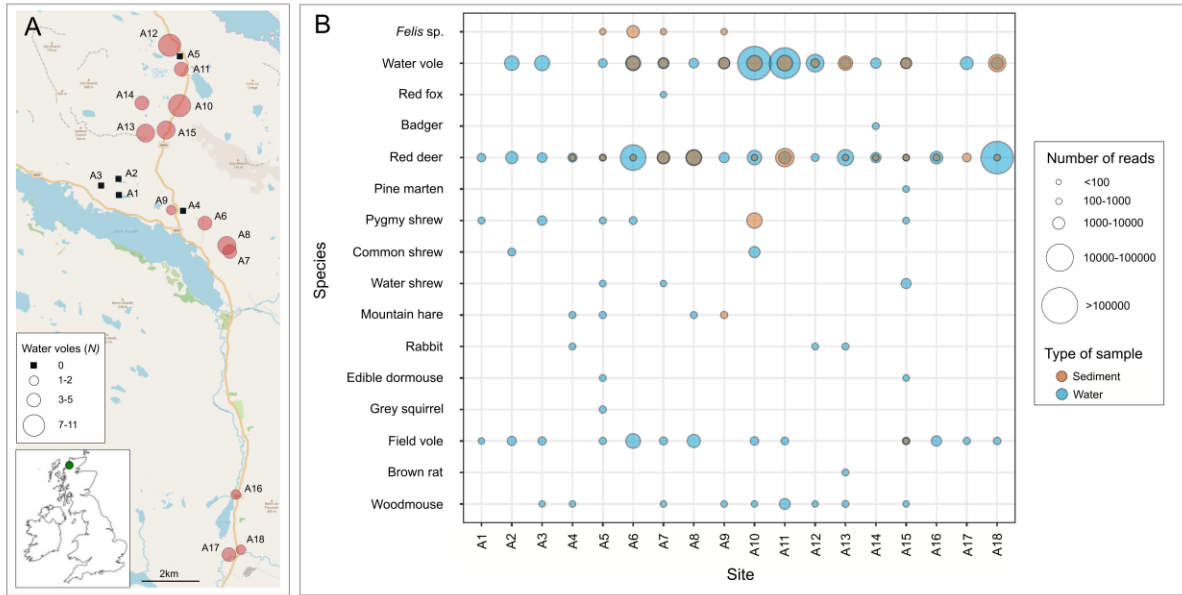 A
A12
A5
A11
A14
A10
A13
A15
A2
A3
A1
A9
A4
A6
A8
A7
Water voles (N)
0
1-2
3-5
7-11
A16
A17
A18
2km
B
Species
Felis sp.
Water vole
Red fox
Badger
Red deer
Pine marten
Pygmy shrew
Common shrew
Water shrew
Mountain hare
Rabbit
Edible dormouse
Grey squirrel
Field vole
Brown rat
Woodmouse
A1 A2 A3 A4 A5 A6 A7 A8 A9 A10 A11 A12 A13 A14 A15 A16 A17 A18
Site
Number of reads
<100
100-1000
1000-10000
10000-100000
>100000
Type of sample
Sediment
Water